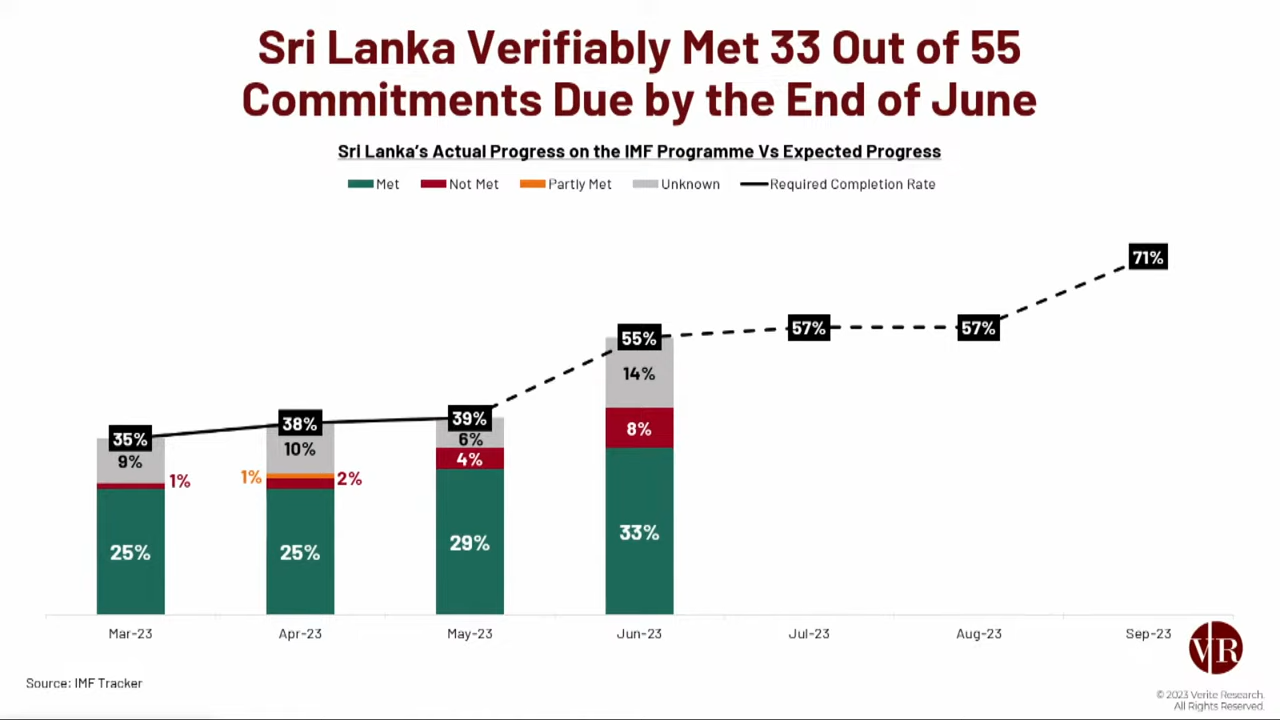 Sri Lanka Verifiably Met 33 Out of 55
Commitments Due by the End of June
Sri Lanka's Actual Progress on the IMF Programme Vs Expected Progress
Met Not Met Partly Met Unknown Required Completion Rate
71%
55% 57% 57%
14%
35% 38% 39%
9% 10% 6%
1% 1% 2% 4% 8%
25% 25% 29% 33%
Mar-23 Apr-23 May-23 Jun-23 Jul-23 Aug-23 Sep-23
VR
Source: IMF Tracker
© 2023 Verite Research.
All Rights Reserved.